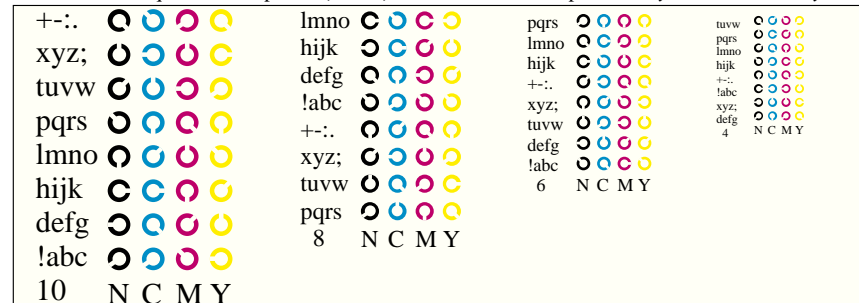 +-:.
xyz;
tuvw
pqrs
lmno
hijk
defg
!abc
10 N C M Y
lmno
hijk
defg
!abc
+-:.
xyz;
tuvw
pqrs
8 N C M Y
pqrs
lmno
hijk
+-:.
xyz;
tuvw
defg
!abc
6 N C M Y
tuvw
pqrs
lmno
hijk
+-:.
!abc
xyz;
defg
N C M Y
4